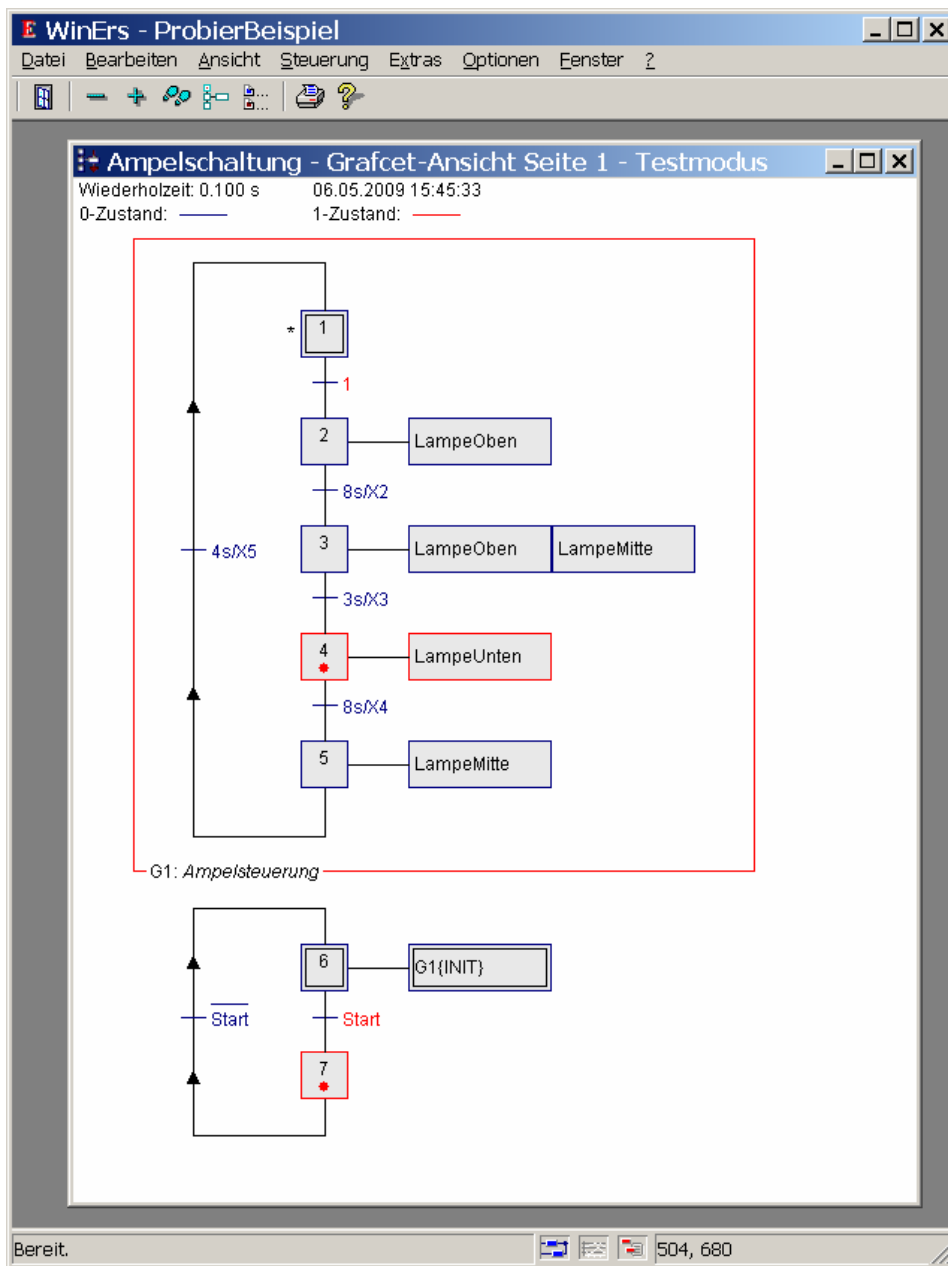 WinErs - ProbierBeispiel
Datei Bearbeiten Ansicht Steuerung Extras Optionen Fenster ?
Ampelschaltung - Grafcet-Ansicht Seite 1 - Testmodus
Wiederholzeit: 0.100 s 06.05.2009 15:45:33
0-Zustand: 1-Zustand:
* 1
1
2 LampeOben
8s/X2
4s/X5 3 LampeOben LampeMitte
3s/X3
4 LampeUnten
8s/X4
5 LampeMitte
G1: Ampelsteuerung
6 G1{INIT}
Start Start
7
Bereit. 504, 680